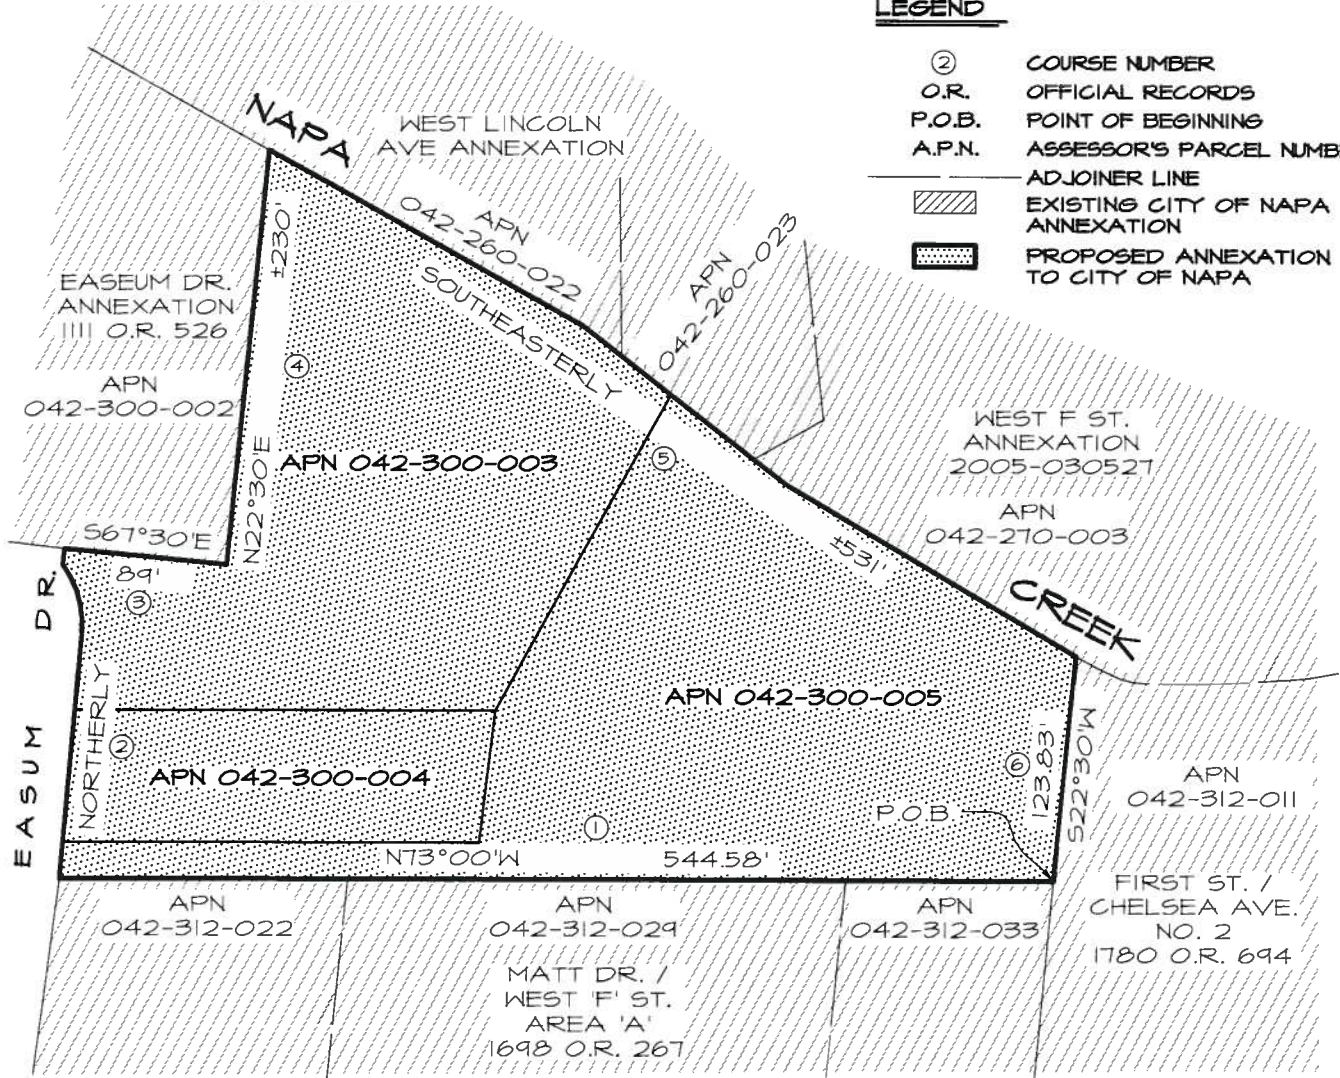 LEGEND
② COURSE NUMBER
O.R. OFFICIAL RECORDS
P.O.B. POINT OF BEGINNING
A.P.N. ASSESSOR'S PARCEL NUMB
ADJOINER LINE
EXISTING CITY OF NAPA
ANNEXATION
PROPOSED ANNEXATION
TO CITY OF NAPA
NAPA
WEST LINCOLN
AVE ANNEXATION
APN
042-260-022
APN
042-260-023
SOUTHEASTERLY
±230'
EASEUM DR.
ANNEXATION
1111 O.R. 526
④
APN
042-300-002
N22°30'E
APN 042-300-003
⑤
WEST F ST.
ANNEXATION
2005-030527
APN
042-270-003
±531'
S67°30'E
89'
③
CREEK
EASUM DR.
NORTHERLY
②
APN 042-300-004
APN 042-300-005
⑥
123.83'
S22°30'W
APN
042-312-011
P.O.B.
①
N73°00'W 544.58'
APN
042-312-022
APN
042-312-029
APN
042-312-033
FIRST ST. /
CHELSEA AVE.
NO. 2
1780 O.R. 694
MATT DR. /
WEST 'F' ST.
AREA 'A'
1698 O.R. 267